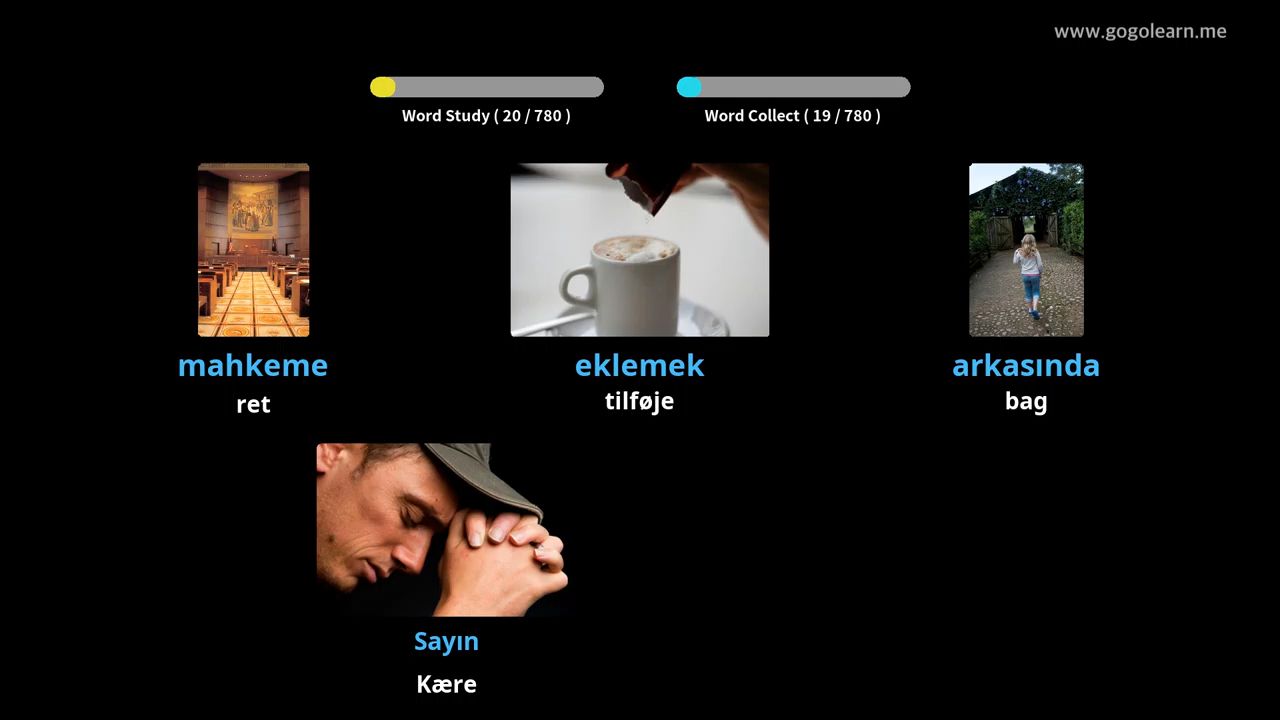 www.gogolearn.me
Word Study ( 20 / 780 )
Word Collect ( 19 / 780 )
mahkeme
ret
eklemek
tilføje
arkasında
bag
Sayın
Kære